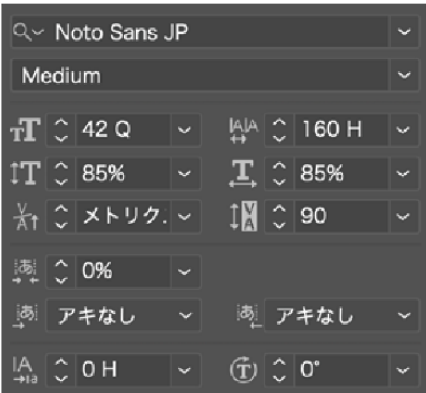 Noto Sans JP
Medium
42 Q 160 H
85% 85%
メトリク. 90
0%
アキなし アキなし
0 H 0°